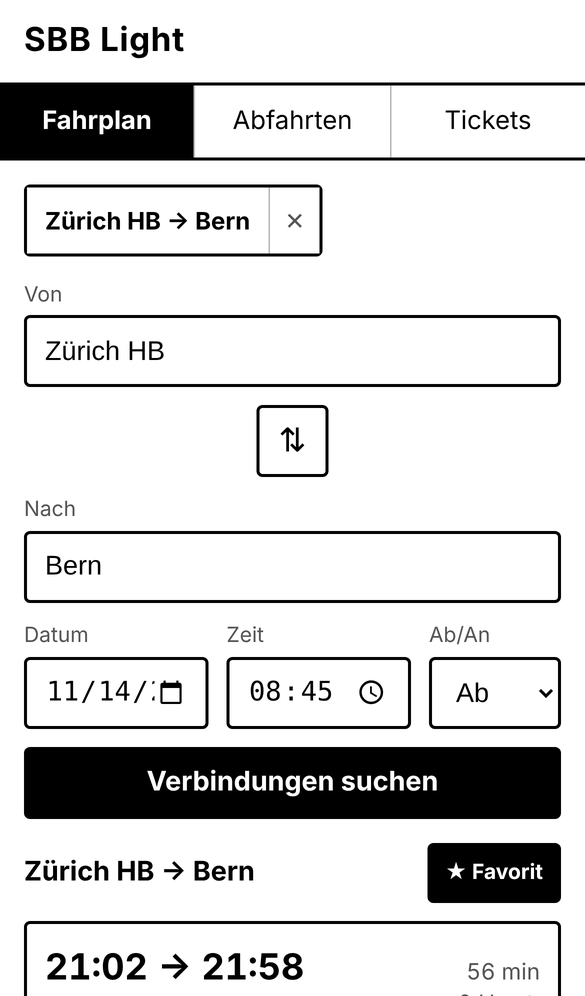 SBB Light
Fahrplan Abfahrten Tickets
Zürich HB → Bern ×
Von
Zürich HB
⇅
Nach
Bern
Datum Zeit Ab/An
11/14/ 08:45 Ab
Verbindungen suchen
Zürich HB → Bern ★ Favorit
21:02 → 21:58 56 min